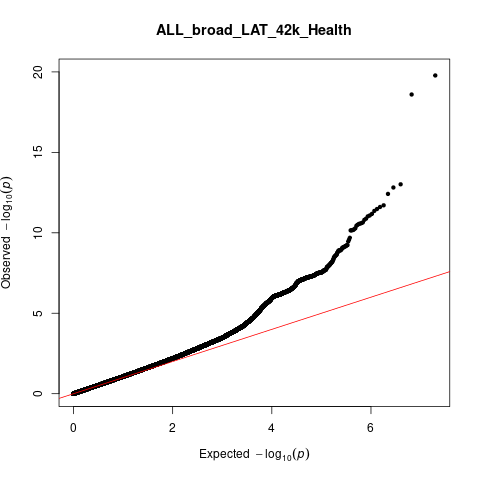 ALL_broad_LAT_42k_Health
Observed −log10(p)
20
15
10
5
0
0 2 4 6
Expected −log10(p)